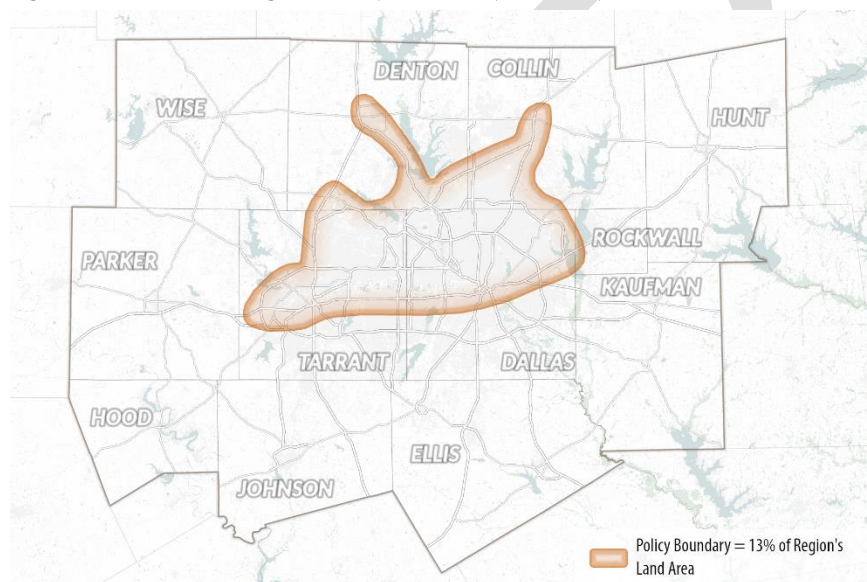 DENTON
COLLIN
WISE
HUNT
ROCKWALL
PARKER
KAUFMAN
TARRANT
DALLAS
HOOD
ELLIS
JOHNSON
Policy Boundary = 13% of Region's
Land Area